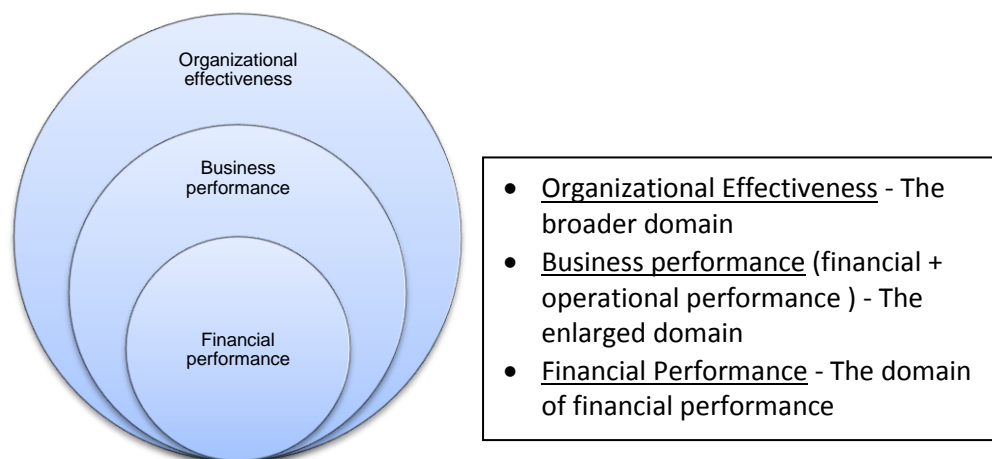 Organizational
effectiveness
Business
performance
Financial
performance
• Organizational Effectiveness - The
broader domain
• Business performance (financial +
operational performance ) - The
enlarged domain
• Financial Performance - The domain
of financial performance